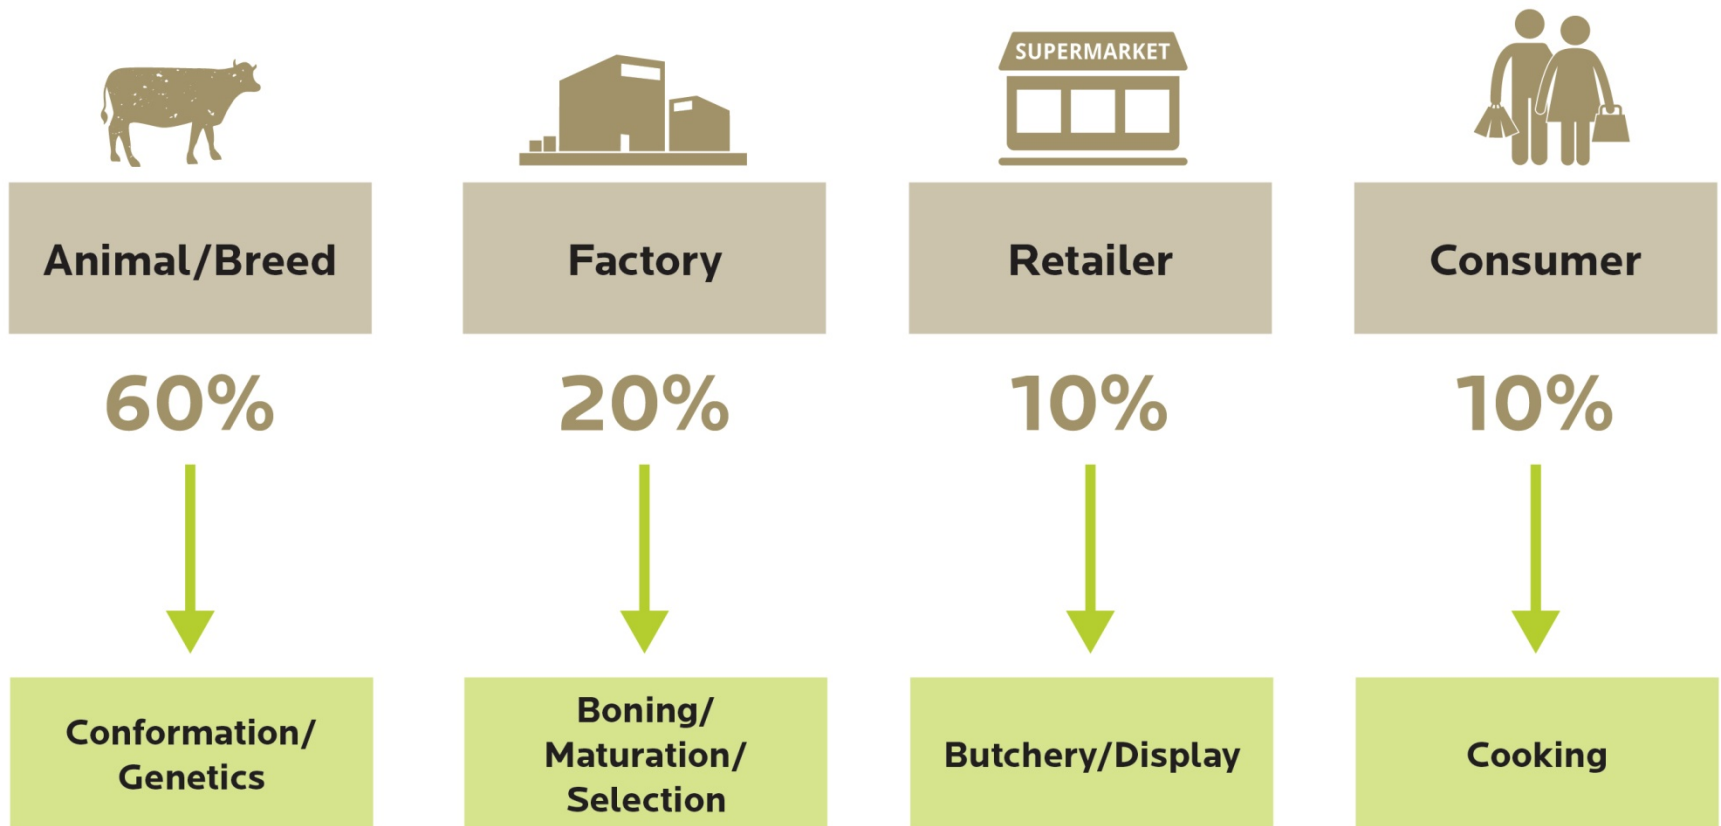 SUPERMARKET
Animal/Breed
Factory
Retailer
Consumer
60%
20%
10%
10%
Conformation/
Genetics
Boning/
Maturation/
Selection
Butchery/Display
Cooking